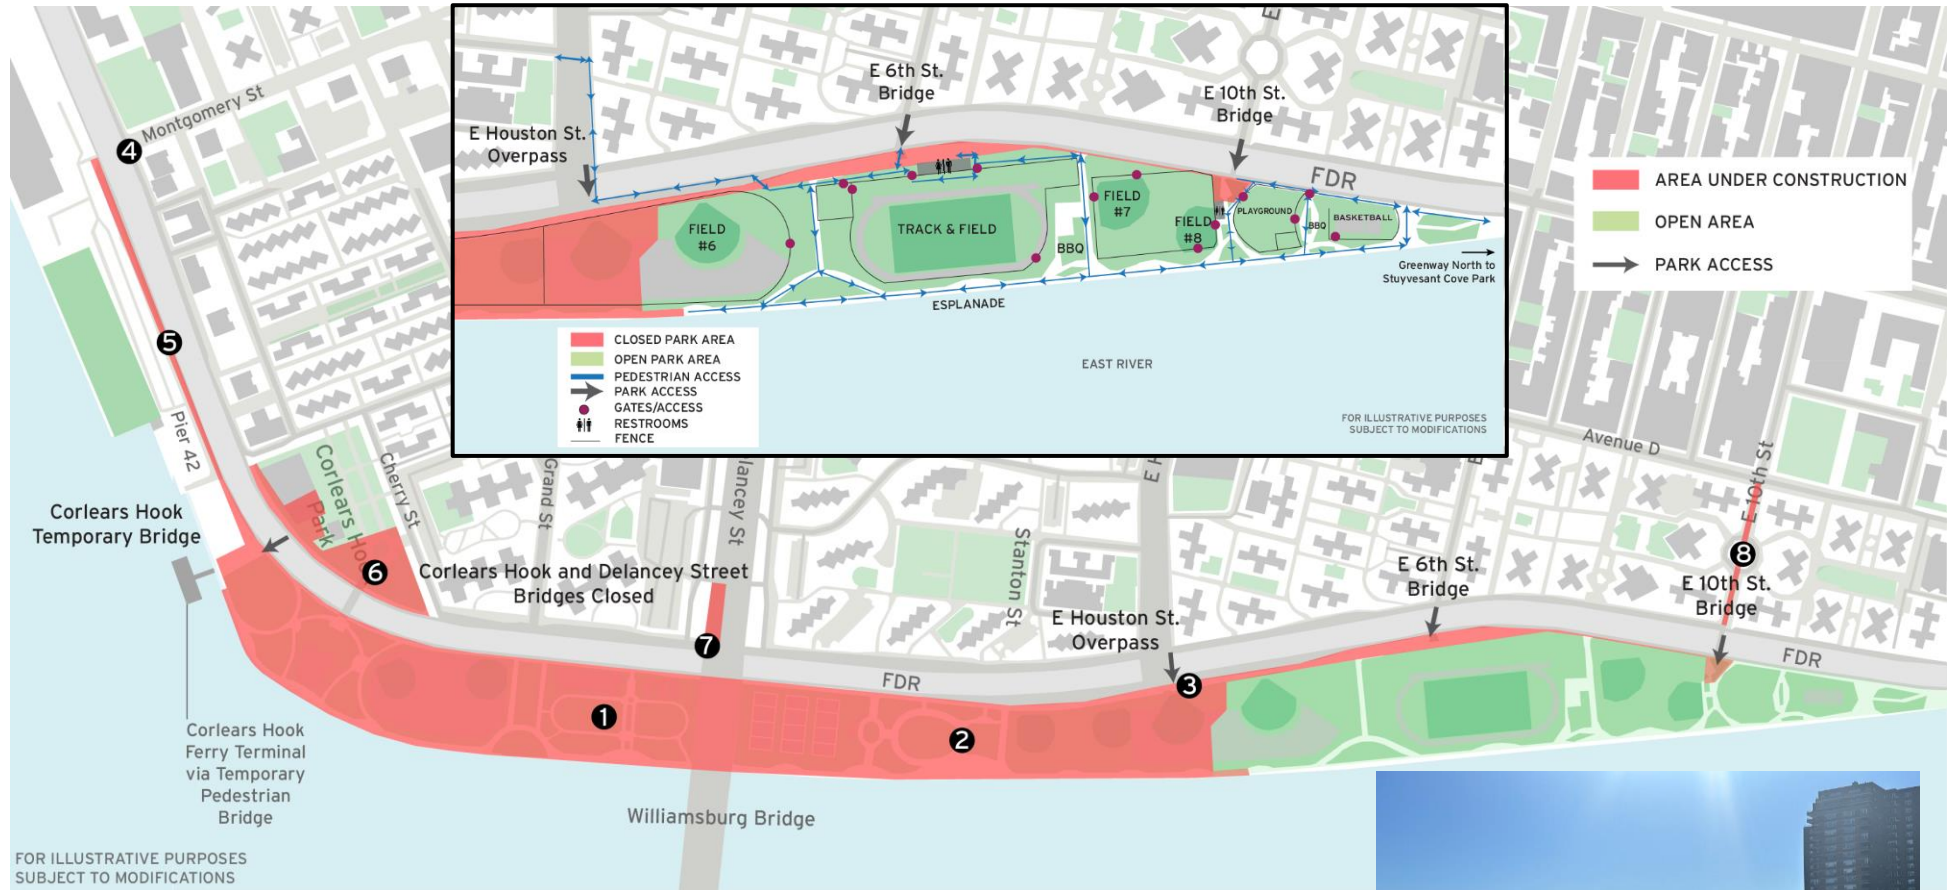 E 6th St.
Bridge
E 10th St.
Bridge
E Houston St.
Overpass
FDR
FIELD
#6
TRACK & FIELD
BBQ
FIELD
#7
FIELD
#8
PLAYGROUND
BBQ
BASKETBALL
Greenway North to
Stuyvesant Cove Park
ESPLANADE
EAST RIVER
CLOSED PARK AREA
OPEN PARK AREA
PEDESTRIAN ACCESS
PARK ACCESS
GATES/ACCESS
RESTROOMS
FENCE
FOR ILLUSTRATIVE PURPOSES
SUBJECT TO MODIFICATIONS
AREA UNDER CONSTRUCTION
OPEN AREA
PARK ACCESS
4
Montgomery St
5
Pier 42
Corlears Hook
Park
Cherry St
Grand St
Stanton St
Avenue D
E 10th St
Corlears Hook
Temporary Bridge
6
Corlears Hook and Delancey Street
Bridges Closed
7
E Houston St.
Overpass
3
E 6th St.
Bridge
8
E 10th St.
Bridge
FDR
FDR
1
2
Corlears Hook
Ferry Terminal
via Temporary
Pedestrian
Bridge
Williamsburg Bridge
FOR ILLUSTRATIVE PURPOSES
SUBJECT TO MODIFICATIONS